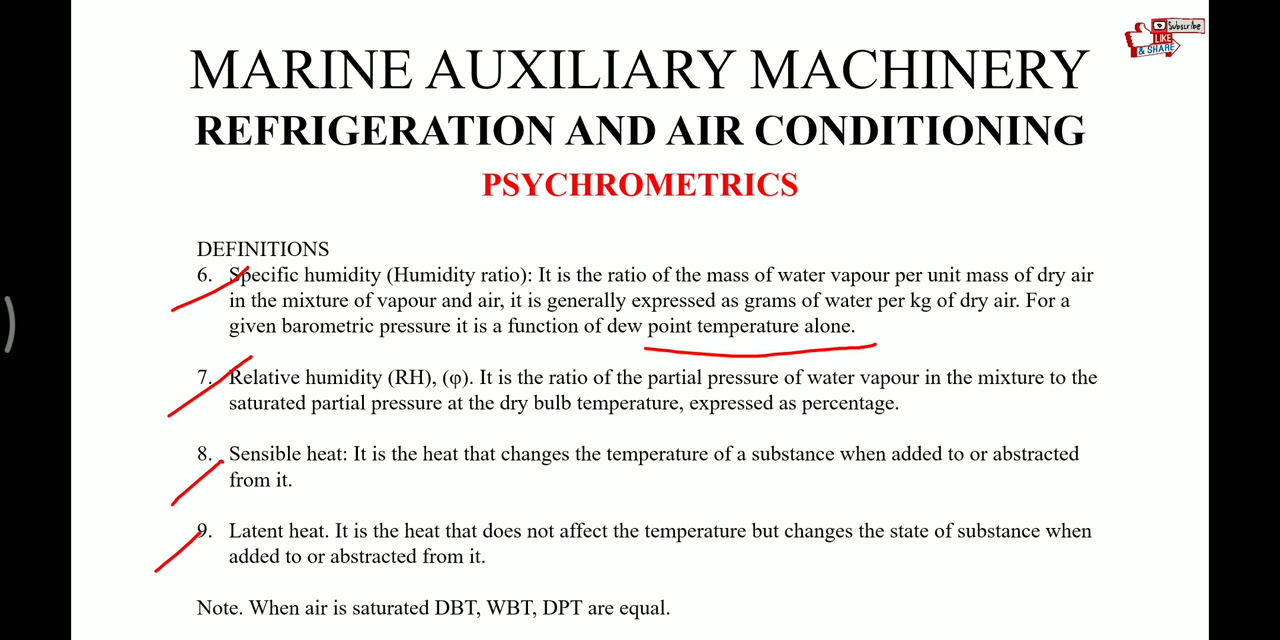 Subscribe
LIKE
& SHARE
MARINE AUXILIARY MACHINERY
REFRIGERATION AND AIR CONDITIONING
PSYCHROMETRICS
DEFINITIONS
6. Specific humidity (Humidity ratio): It is the ratio of the mass of water vapour per unit mass of dry air
in the mixture of vapour and air, it is generally expressed as grams of water per kg of dry air. For a
given barometric pressure it is a function of dew point temperature alone.
7. Relative humidity (RH), (φ). It is the ratio of the partial pressure of water vapour in the mixture to the
saturated partial pressure at the dry bulb temperature, expressed as percentage.
8. Sensible heat: It is the heat that changes the temperature of a substance when added to or abstracted
from it.
9. Latent heat. It is the heat that does not affect the temperature but changes the state of substance when
added to or abstracted from it.
Note. When air is saturated DBT, WBT, DPT are equal.